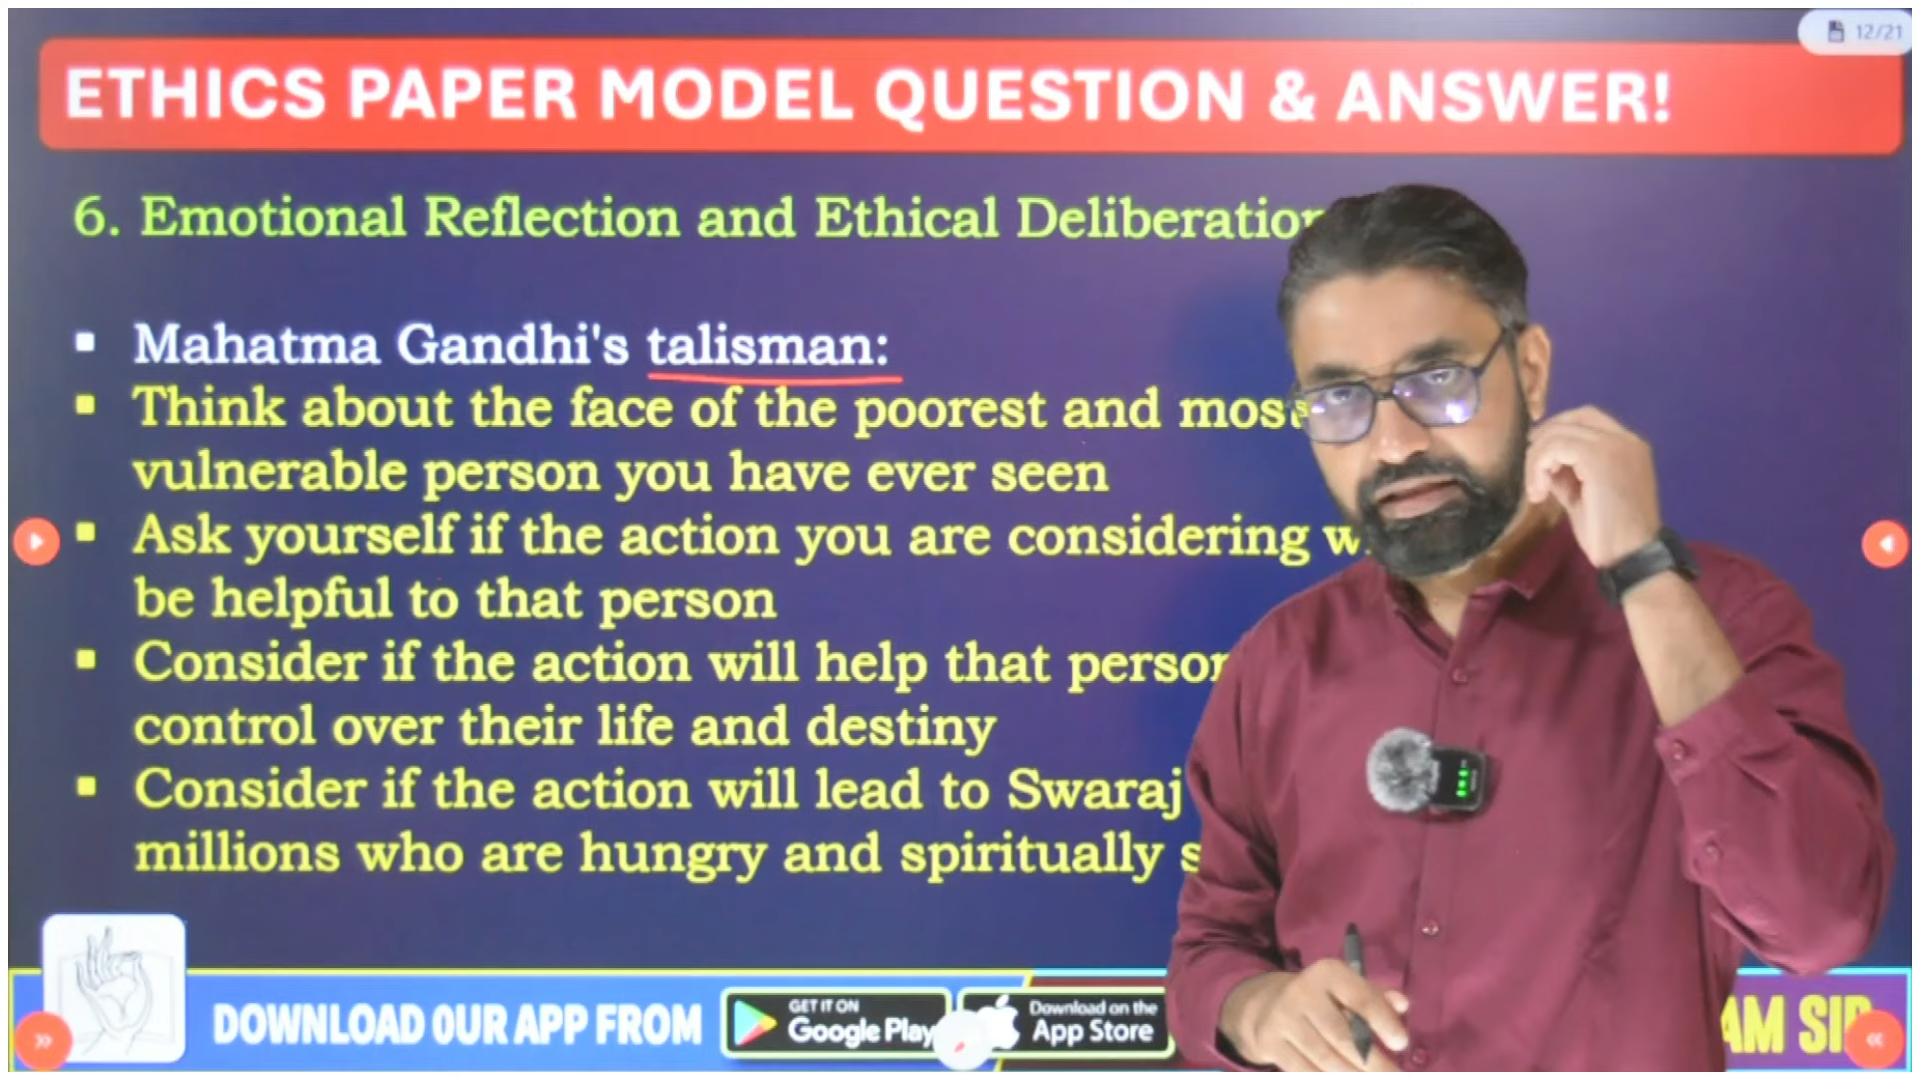 12/21
ETHICS PAPER MODEL QUESTION & ANSWER!
6. Emotional Reflection and Ethical Deliberation
▪ Mahatma Gandhi's talisman:
▪ Think about the face of the poorest and most
vulnerable person you have ever seen
▪ Ask yourself if the action you are considering
be helpful to that person
▪ Consider if the action will help that person
control over their life and destiny
▪ Consider if the action will lead to Swaraj
millions who are hungry and spiritually
DOWNLOAD OUR APP FROM
GET IT ON
Google Play
Download on the
App Store
AM SIR